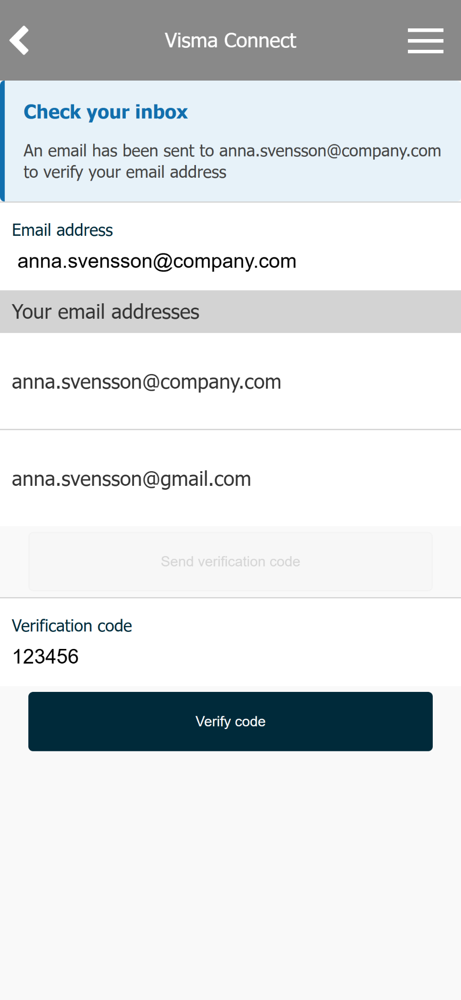 Visma Connect
Check your inbox
An email has been sent to anna.svensson@company.com
to verify your email address
Email address
anna.svensson@company.com
Your email addresses
anna.svensson@company.com
anna.svensson@gmail.com
Send verification code
Verification code
123456
Verify code